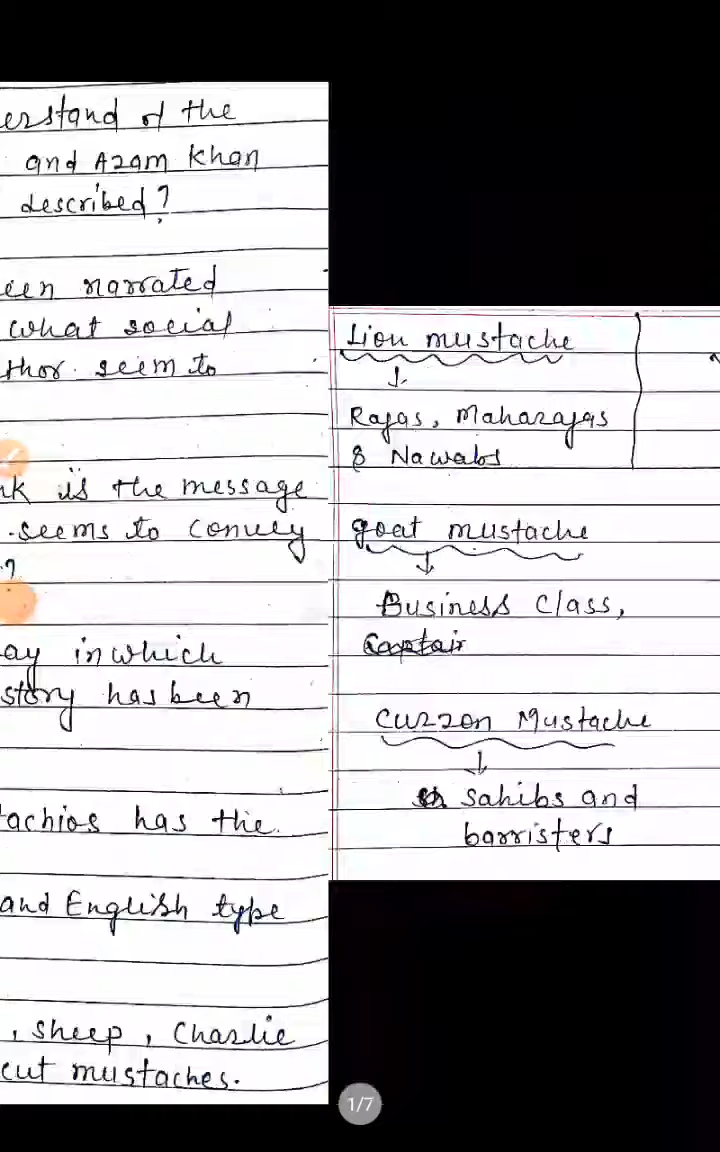 erstand of the
and Azam Khan
described?
een narrated
what social
thor seem to
nk is the message
seems to convey
?
ay in which
story has been
tachios has the
and English type
, sheep, Charlie
cut mustaches.
Lion mustache
↓
Rajas, Maharajas
& Nawabs
goat mustache
↓
Business Class,
Curzon Mustache
↓
Sahibs and
barristers
1/7